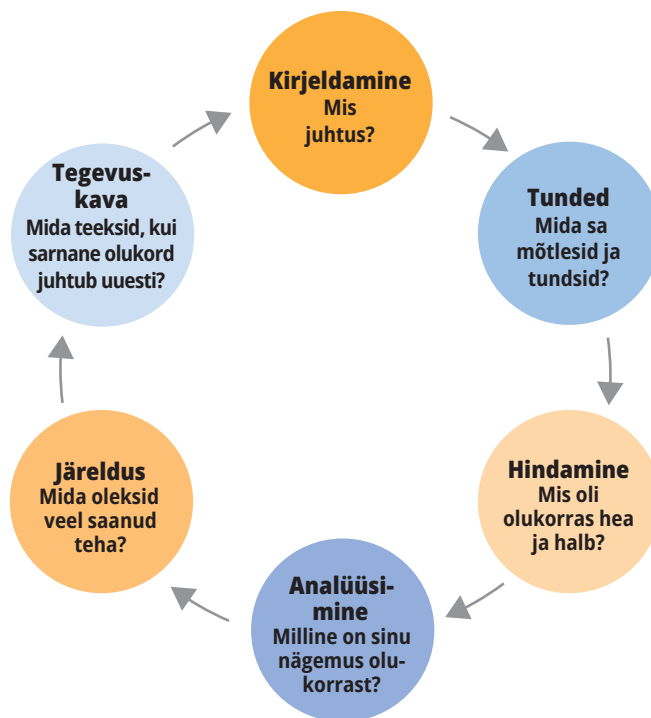 Kirjeldamine
Mis
juhtus?
Tunded
Mida sa
mõtlesid ja
tundsid?
Hindamine
Mis oli
olukorras hea
ja halb?
Analüüsi-
mine
Milline on sinu
nägemus olu-
korrast?
Järeldus
Mida oleksid
veel saanud
teha?
Tegevus-
kava
Mida teeksid, kui
sarnane olukord
juhtub uuesti?